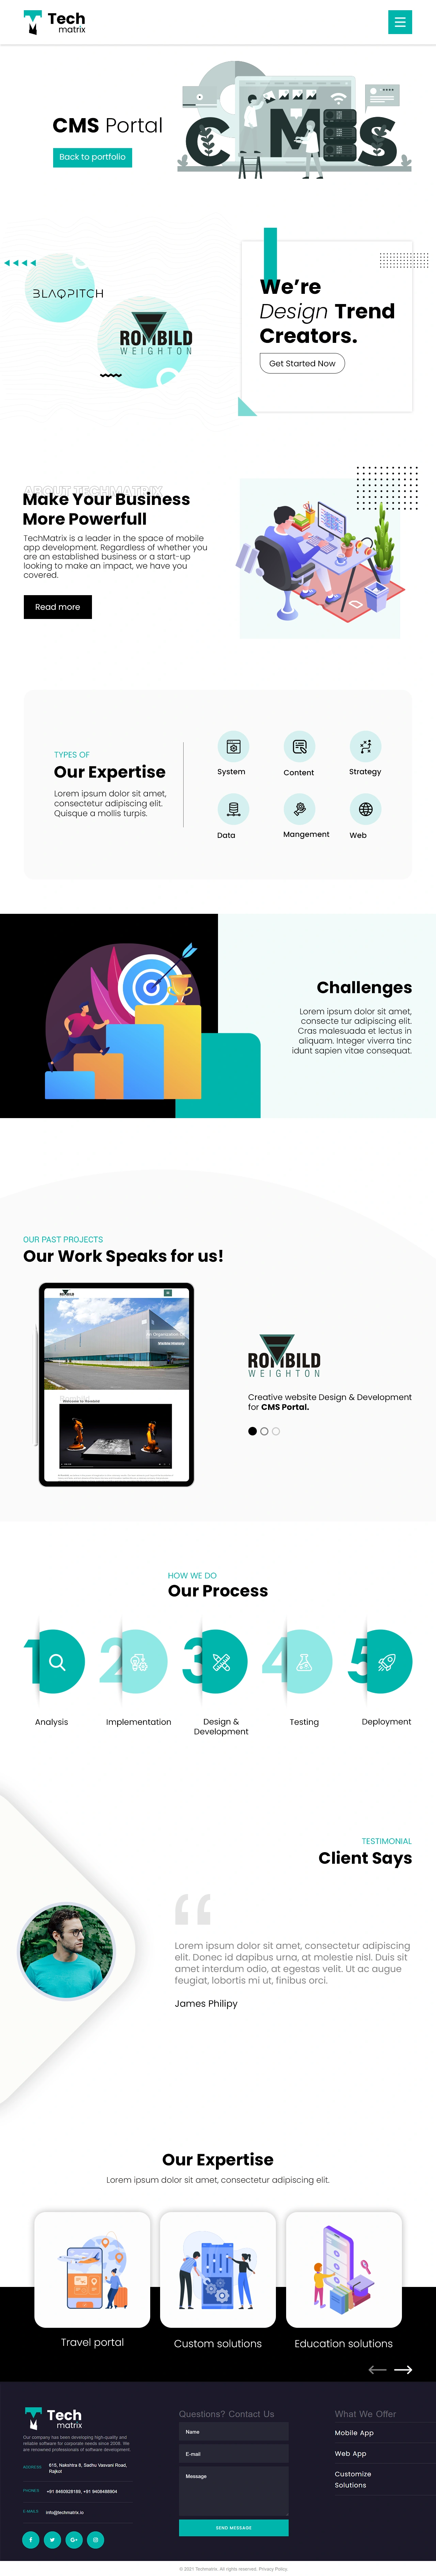 Tech
matrix
CMS Portal
Back to portfolio
CMS
BLAQPITCH
ROMBILD
WEIGHTON
We're
Design Trend
Creators.
Get Started Now
ABOUT TECHMATRIX
Make Your Business
More Powerfull
TechMatrix is a leader in the space of mobile
app development. Regardless of whether you
are an established business or a start-up
looking to make an impact, we have you
covered.
Read more
TYPES OF
Our Expertise
Lorem ipsum dolor sit amet,
consectetur adipiscing elit.
Quisque a mollis turpis.
System
Content
Strategy
Data
Mangement
Web
Challenges
Lorem ipsum dolor sit amet,
consecte tur adipiscing elit.
Cras malesuada et lectus in
aliquam. Integer viverra tinc
idunt sapien vitae consequat.
OUR PAST PROJECTS
Our Work Speaks for us!
ROMBILD
ROMBILD
WEIGHTON
Creative website Design & Development
for CMS Portal.
HOW WE DO
Our Process
1
2
3
4
5
Analysis
Implementation
Design &
Development
Testing
Deployment
TESTIMONIAL
Client Says
“
Lorem ipsum dolor sit amet, consectetur adipiscing
elit. Donec id dapibus urna, at molestie nisl. Duis sit
amet interdum odio, at egestas velit. Ut ac augue
feugiat, lobortis mi ut, finibus orci.
James Philipy
Our Expertise
Lorem ipsum dolor sit amet, consectetur adipiscing elit.
Travel portal
Custom solutions
Education solutions
Tech
matrix
Our company has been developing high-quality and
reliable software for corporate needs since 2008. We
are renowned professionals of software development.
ADDRESS
615, Nakshtra 8, Sadhu Vasvani Road,
Rajkot
PHONES
+91 8460928169, +91 9408488904
E-MAILS
info@techmatrix.io
Questions? Contact Us
Name
E-mail
Message
SEND MESSAGE
What We Offer
Mobile App
Web App
Customize
Solutions
© 2021 Techmatrix. All rights reserved. Privacy Policy.